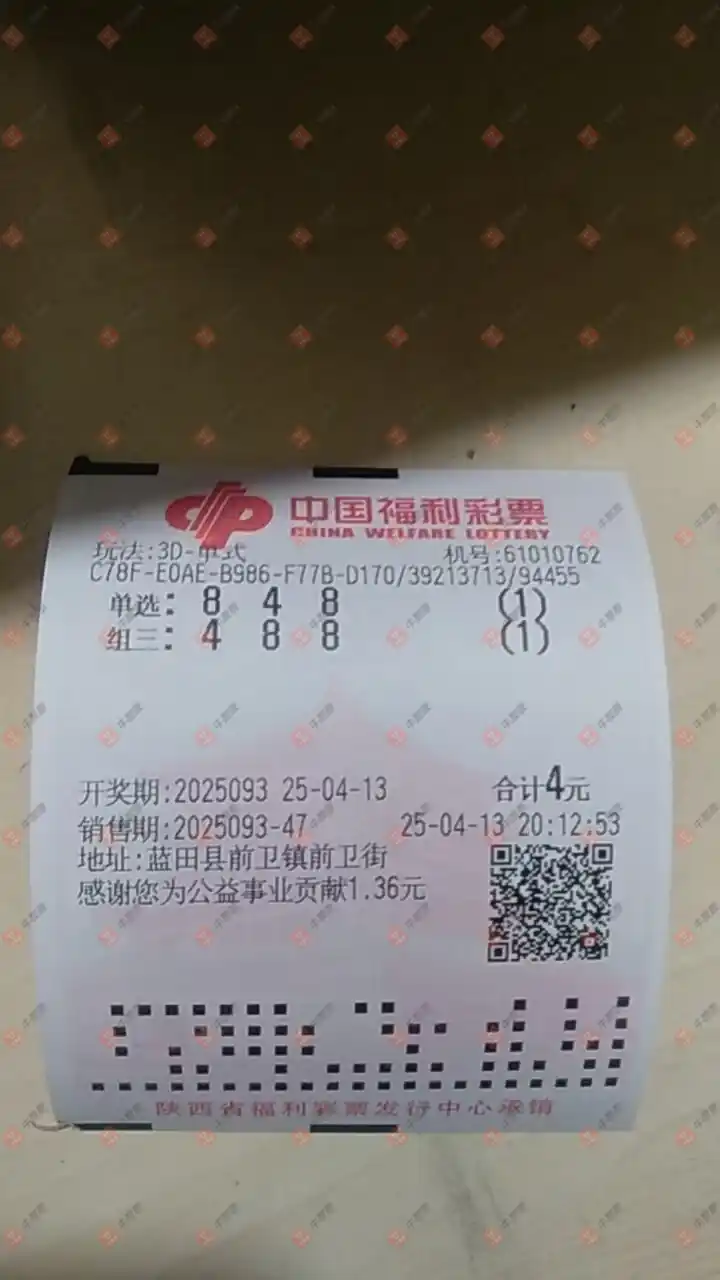 中国福利彩票
CHINA WELFARE LOTTERY
玩法:3D-单式 机号:61010762
C78F-E0AE-B986-F77B-D170/39213713/94455
单选: 8 4 8 (1)
组三: 4 8 8 (1)
开奖期:2025093 25-04-13 合计4元
销售期:2025093-47 25-04-13 20:12:53
地址:蓝田县前卫镇前卫街
感谢您为公益事业贡献1.36元
陕西省福利彩票发行中心承销